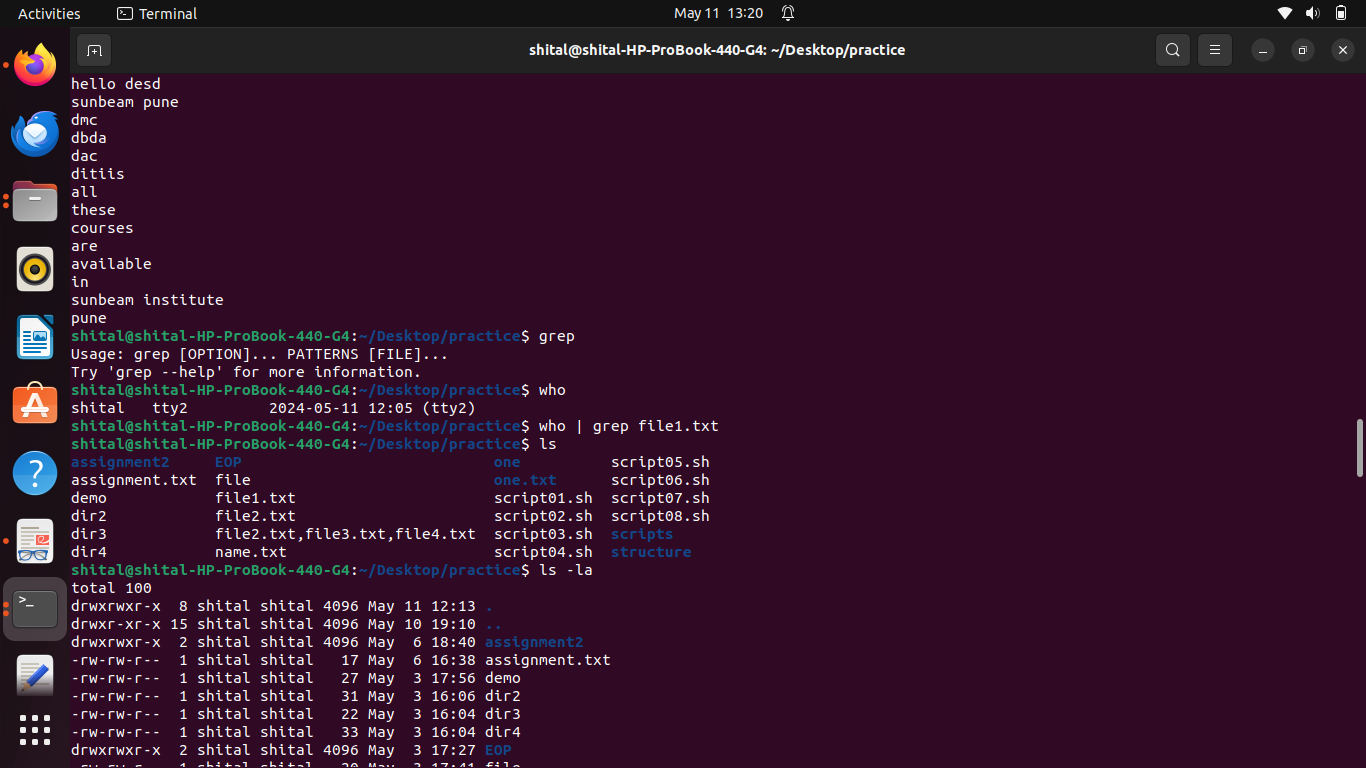 Activities Terminal May 11 13:20
shital@shital-HP-ProBook-440-G4: ~/Desktop/practice
hello desd
sunbeam pune
dmc
dbda
dac
ditiis
all
these
courses
are
available
in
sunbeam institute
pune
shital@shital-HP-ProBook-440-G4:~/Desktop/practice$ grep
Usage: grep [OPTION]... PATTERNS [FILE]...
Try 'grep --help' for more information.
shital@shital-HP-ProBook-440-G4:~/Desktop/practice$ who
shital   tty2         2024-05-11 12:05 (tty2)
shital@shital-HP-ProBook-440-G4:~/Desktop/practice$ who | grep file1.txt
shital@shital-HP-ProBook-440-G4:~/Desktop/practice$ ls
assignment2     EOP                            one          script05.sh
assignment.txt  file                           one.txt      script06.sh
demo            file1.txt                      script01.sh  script07.sh
dir2            file2.txt                      script02.sh  script08.sh
dir3            file2.txt,file3.txt,file4.txt  script03.sh  scripts
dir4            name.txt                       script04.sh  structure
shital@shital-HP-ProBook-440-G4:~/Desktop/practice$ ls -la
total 100
drwxrwxr-x  8 shital shital 4096 May 11 12:13 .
drwxr-xr-x 15 shital shital 4096 May 10 19:10 ..
drwxrwxr-x  2 shital shital 4096 May  6 18:40 assignment2
-rw-rw-r--  1 shital shital   17 May  6 16:38 assignment.txt
-rw-rw-r--  1 shital shital   27 May  3 17:56 demo
-rw-rw-r--  1 shital shital   31 May  3 16:06 dir2
-rw-rw-r--  1 shital shital   22 May  3 16:04 dir3
-rw-rw-r--  1 shital shital   33 May  3 16:04 dir4
drwxrwxr-x  2 shital shital 4096 May  3 17:27 EOP
-rw-rw-r--  1 shital shital   20 May  3 17:41 file